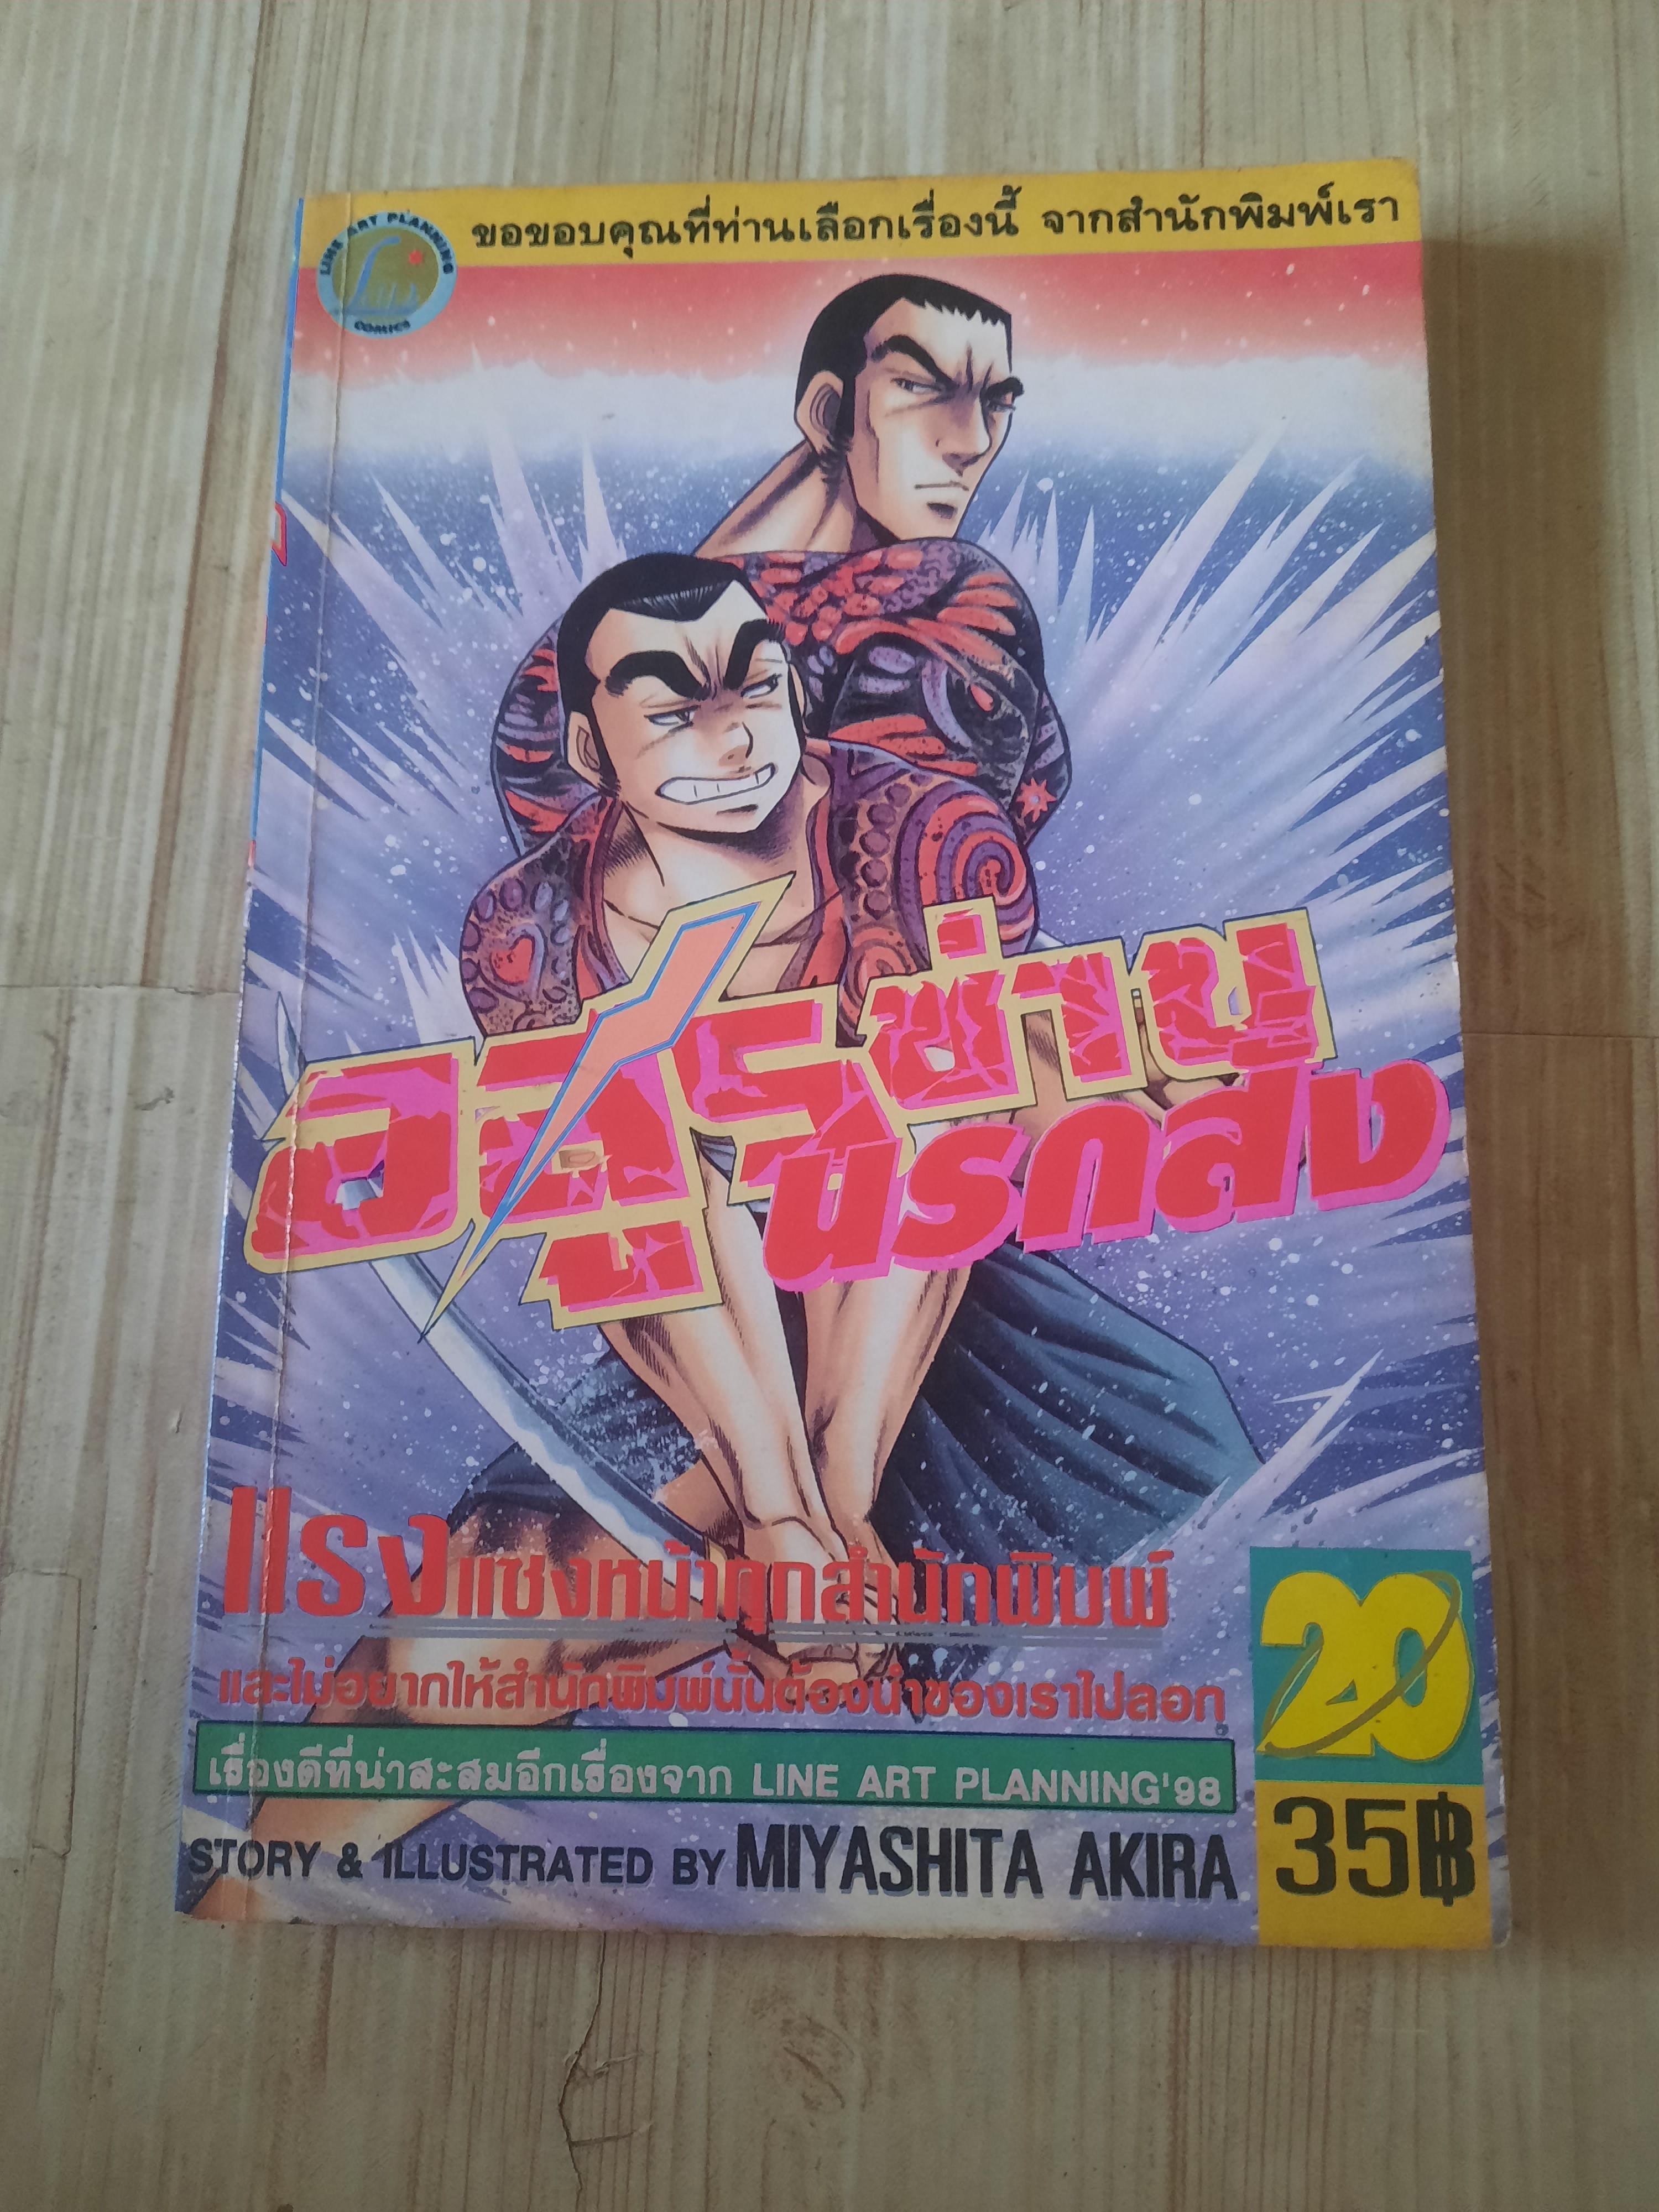 LINE ART PLANNING
COMICS
ขอขอบคุณที่ท่านเลือกเรื่องนี้ จากสำนักพิมพ์เรา
อสูรย่าน
นรกสง
แรงแซงหน้าทุกสำนักพิมพ์
และไม่อยากให้สำนักพิมพ์นั้นต้องนำของเราไปลอก
เรื่องดีที่น่าสะสมอีกเรื่องจาก LINE ART PLANNING'98
STORY & ILLUSTRATED BY MIYASHITA AKIRA
20
35฿